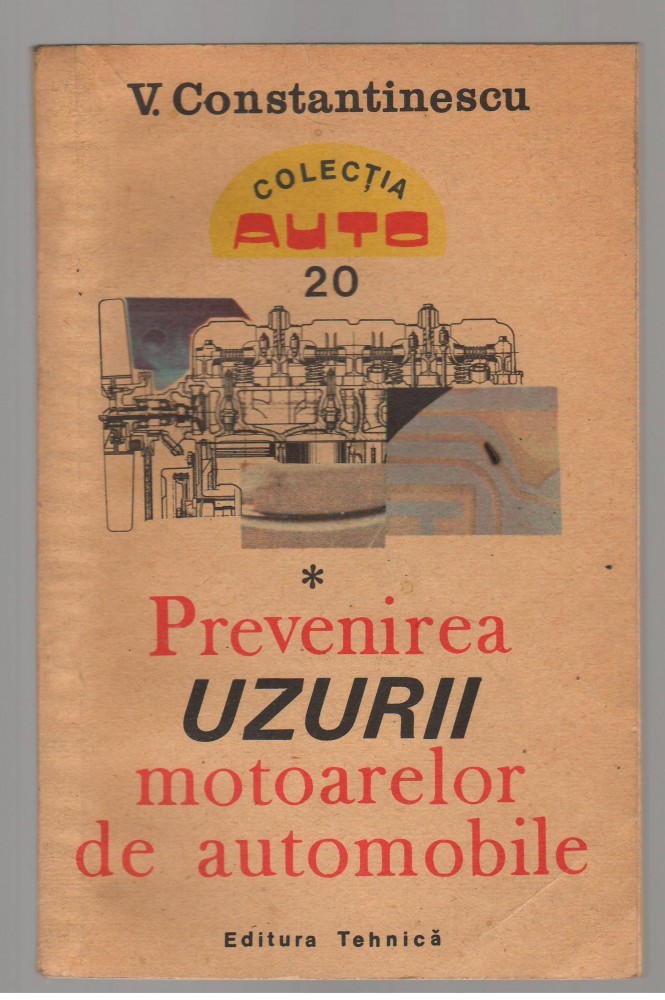 V. Constantinescu
COLECȚIA
AUTO
20
*
Prevenirea
UZURII
motoarelor
de automobile
Editura Tehnică